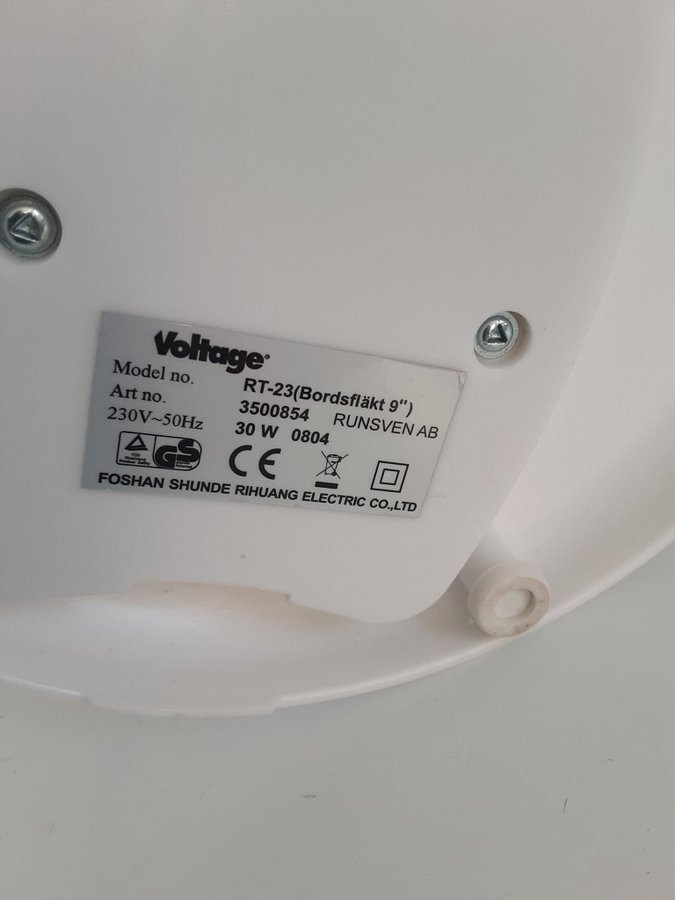 Voltage®
Model no. RT-23(Bordsfläkt 9")
Art no. 3500854 RUNSVEN AB
230V~50Hz 30 W 0804
TÜV GS CE
FOSHAN SHUNDE RIHUANG ELECTRIC CO.,LTD